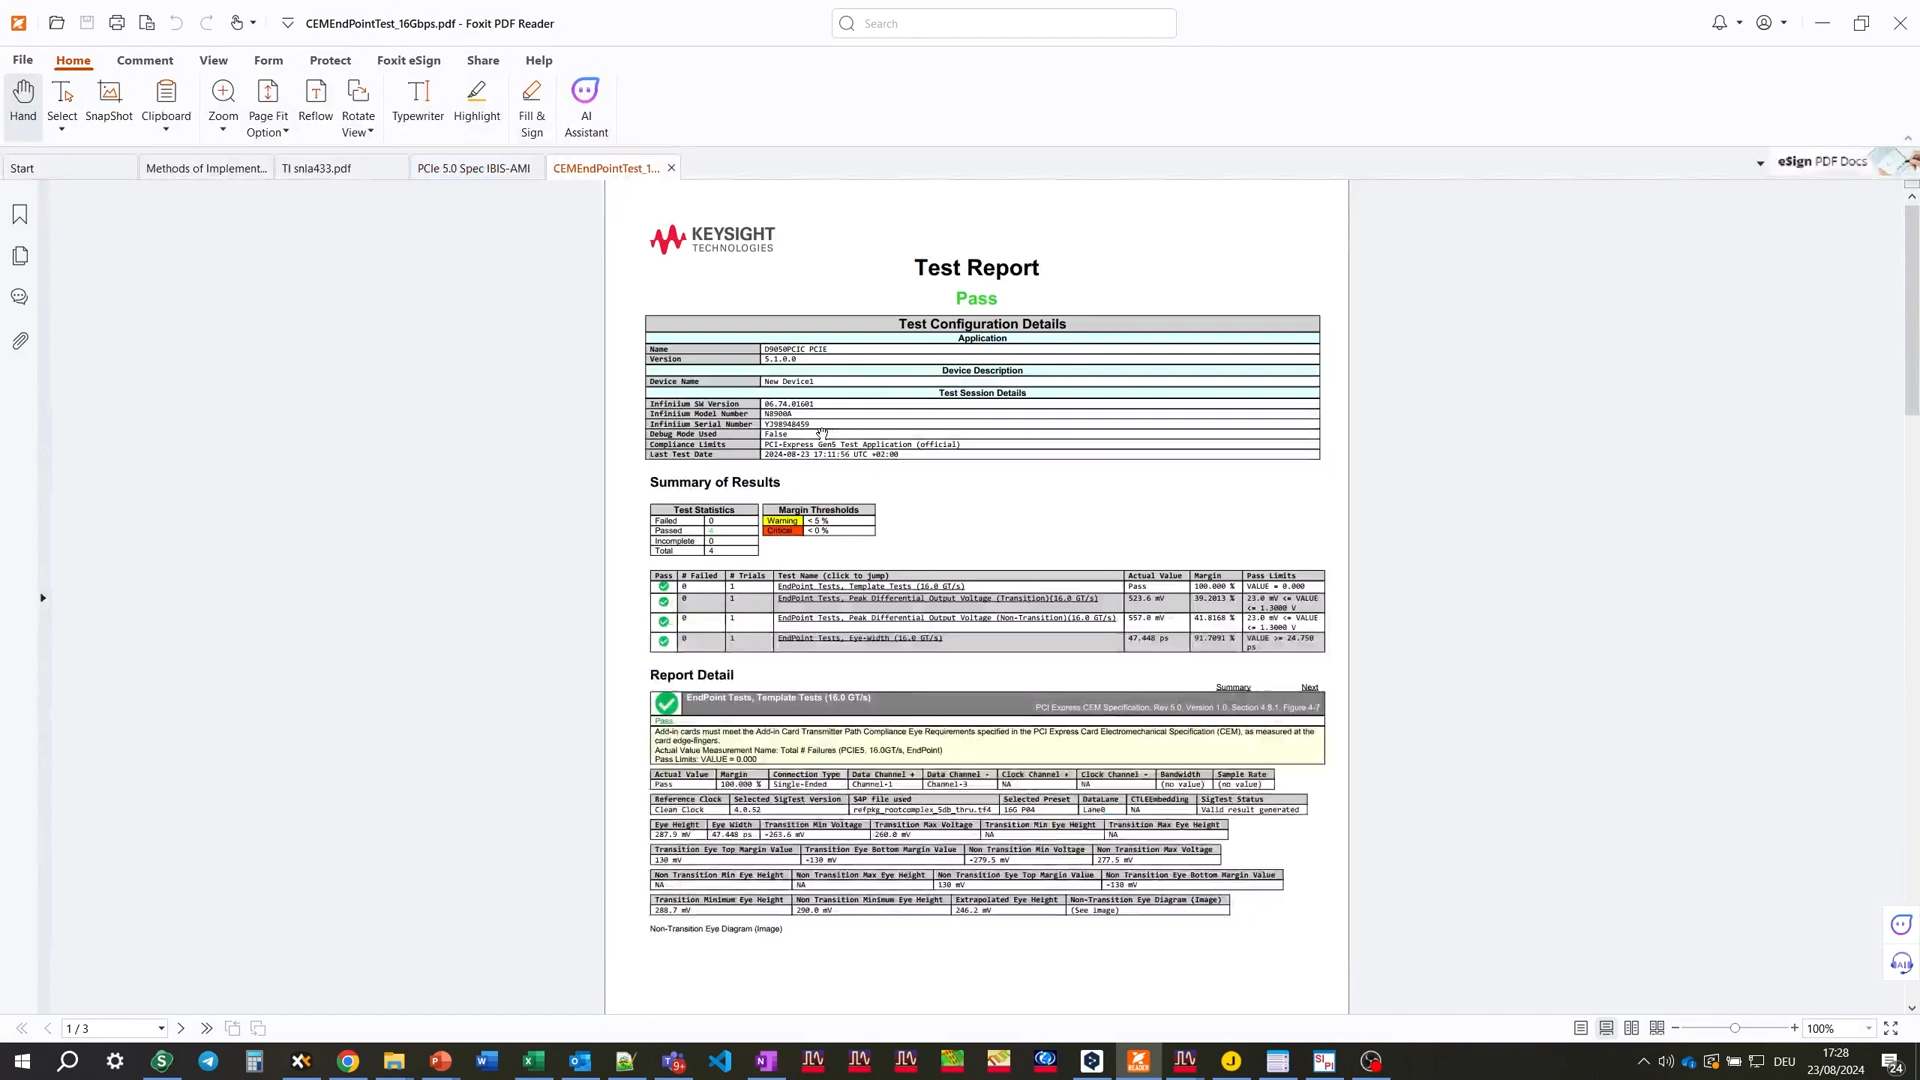 CEMEndPointTest_16Gbps.pdf - Foxit PDF Reader
Search
File Home Comment View Form Protect Foxit eSign Share Help
Hand Select SnapShot Clipboard Zoom Page Fit Option Reflow Rotate View Typewriter Highlight Fill & Sign AI Assistant
Start Methods of Implement... TI snla433.pdf PCIe 5.0 Spec IBIS-AMI CEMEndPointTest_1... eSign PDF Docs
KEYSIGHT
TECHNOLOGIES
Test Report
Pass
Test Configuration Details
Application
Name D9050PCIC PCIE
Version 5.1.0.0
Device Description
Device Name New Device1
Test Session Details
Infiniium SW Version 06.74.01601
Infiniium Model Number N8900A
Infiniium Serial Number YJ98948459
Debug Mode Used False
Compliance Limits PCI-Express Gen5 Test Application (official)
Last Test Date 2024-08-23 17:11:56 UTC +02:00
Summary of Results
Test Statistics Margin Thresholds
Failed 0 Warning < 5 %
Passed 4 Critical < 0 %
Incomplete 0
Total 4
Pass # Failed # Trials Test Name (click to jump) Actual Value Margin Pass Limits
0 1 EndPoint Tests, Template Tests (16.0 GT/s) Pass 100.000 % VALUE = 0.000
0 1 EndPoint Tests, Peak Differential Output Voltage (Transition)(16.0 GT/s) 523.6 mV 39.2013 % 23.0 mV <= VALUE
<= 1.3000 V
0 1 EndPoint Tests, Peak Differential Output Voltage (Non-Transition)(16.0 GT/s) 557.0 mV 41.8168 % 23.0 mV <= VALUE
<= 1.3000 V
0 1 EndPoint Tests, Eye-Width (16.0 GT/s) 47.448 ps 91.7091 % VALUE >= 24.750
ps
Report Detail
Summary Next
EndPoint Tests, Template Tests (16.0 GT/s)
PCI Express CEM Specification, Rev 5.0, Version 1.0, Section 4.8.1, Figure 4-7
Pass
Add-in cards must meet the Add-in Card Transmitter Path Compliance Eye Requirements specified in the PCI Express Card Electromechanical Specification (CEM), as measured at the
card edge-fingers.
Actual Value Measurement Name: Total # Failures (PCIE5, 16.0GT/s, EndPoint)
Pass Limits: VALUE = 0.000
Actual Value Margin Connection Type Data Channel + Data Channel - Clock Channel + Clock Channel - Bandwidth Sample Rate
Pass 100.000 % Single-Ended Channel-1 Channel-3 NA NA (no value) (no value)
Reference Clock Selected SigTest Version S4P file used Selected Preset DataLane CTLEEmbedding SigTest Status
Clean Clock 4.0.52 refpkg_rootcomplex_5db_thru.tf4 16G P04 Lane0 NA Valid result generated
Eye Height Eye Width Transition Min Voltage Transition Max Voltage Transition Min Eye Height Transition Max Eye Height
287.9 mV 47.448 ps -263.6 mV 260.0 mV NA NA
Transition Eye Top Margin Value Transition Eye Bottom Margin Value Non Transition Min Voltage Non Transition Max Voltage
130 mV -130 mV -279.5 mV 277.5 mV
Non Transition Min Eye Height Non Transition Max Eye Height Non Transition Eye Top Margin Value Non Transition Eye Bottom Margin Value
NA NA 130 mV -130 mV
Transition Minimum Eye Height Non Transition Minimum Eye Height Extrapolated Eye Height Non-Transition Eye Diagram (Image)
288.7 mV 290.0 mV 246.2 mV (See image)
Non-Transition Eye Diagram (Image)
1 / 3 100%
DEU 17:28
23/08/2024 24